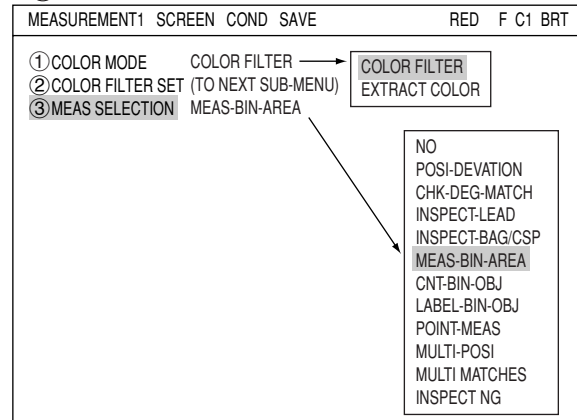 MEASUREMENT1 SCREEN COND SAVE RED F C1 BRT
①COLOR MODE COLOR FILTER
②COLOR FILTER SET (TO NEXT SUB-MENU)
③MEAS SELECTION MEAS-BIN-AREA
COLOR FILTER
EXTRACT COLOR
NO
POSI-DEVATION
CHK-DEG-MATCH
INSPECT-LEAD
INSPECT-BAG/CSP
MEAS-BIN-AREA
CNT-BIN-OBJ
LABEL-BIN-OBJ
POINT-MEAS
MULTI-POSI
MULTI MATCHES
INSPECT NG